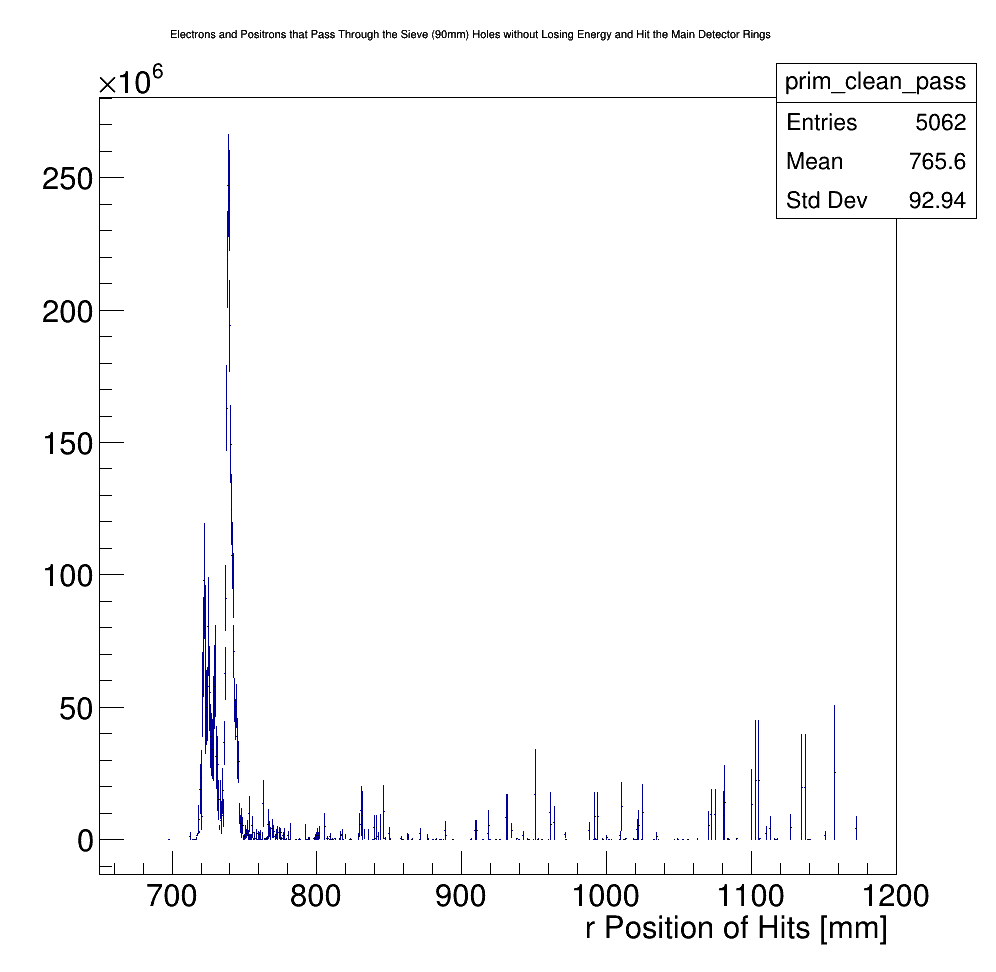 Electrons and Positrons that Pass Through the Sieve (90mm) Holes without Losing Energy and Hit the Main Detector Rings
×10⁶
prim_clean_pass
Entries 5062
Mean 765.6
Std Dev 92.94
250
200
150
100
50
0
700 800 900 1000 1100 1200
r Position of Hits [mm]